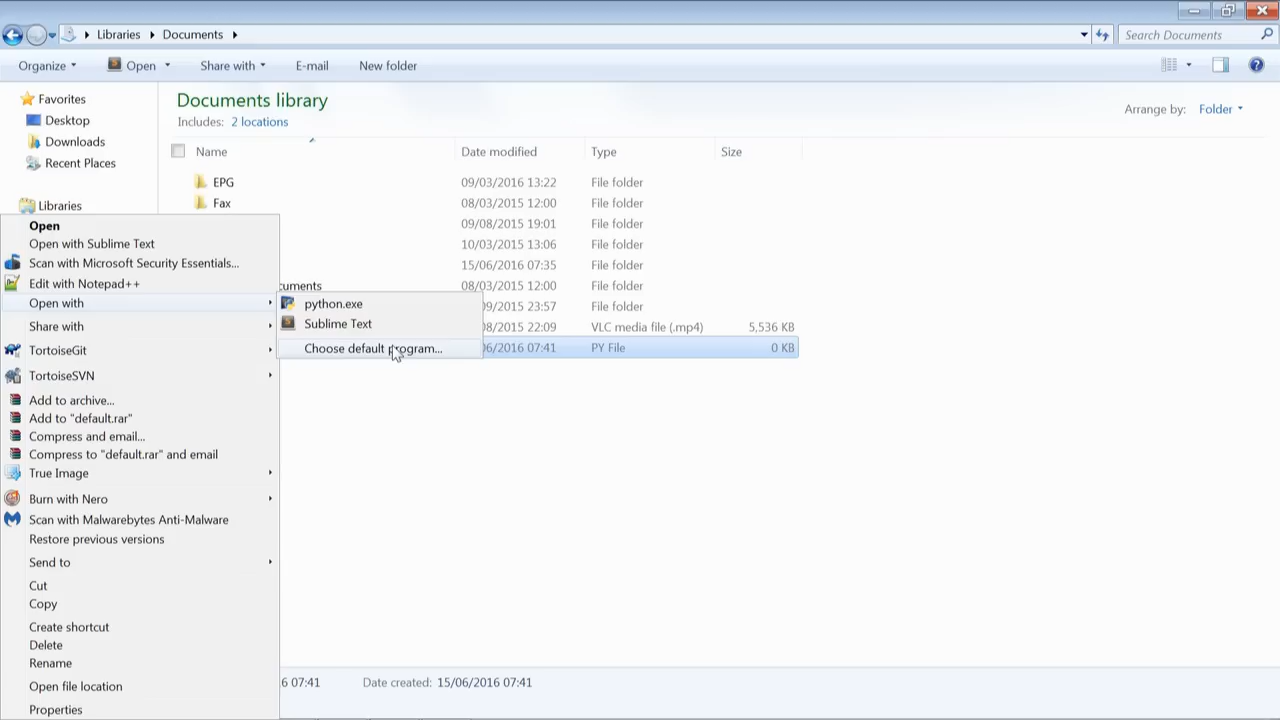 Libraries
Documents
Search Documents
Organize
Open
Share with
E-mail
New folder
Favorites
Desktop
Downloads
Recent Places
Libraries
Documents library
Includes: 2 locations
Arrange by: Folder
Name Date modified Type Size
EPG 09/03/2016 13:22 File folder
Fax 08/03/2015 12:00 File folder
09/08/2015 19:01 File folder
10/03/2015 13:06 File folder
15/06/2016 07:35 File folder
cuments 08/03/2015 12:00 File folder
09/2015 23:57 File folder
08/2015 22:09 VLC media file (.mp4) 5,536 KB
06/2016 07:41 PY File 0 KB
Open
Open with Sublime Text
Scan with Microsoft Security Essentials...
Edit with Notepad++
Open with
Share with
TortoiseGit
TortoiseSVN
Add to archive...
Add to "default.rar"
Compress and email...
Compress to "default.rar" and email
True Image
Burn with Nero
Scan with Malwarebytes Anti-Malware
Restore previous versions
Send to
Cut
Copy
Create shortcut
Delete
Rename
Open file location
Properties
python.exe
Sublime Text
Choose default program...
6 07:41 Date created: 15/06/2016 07:41